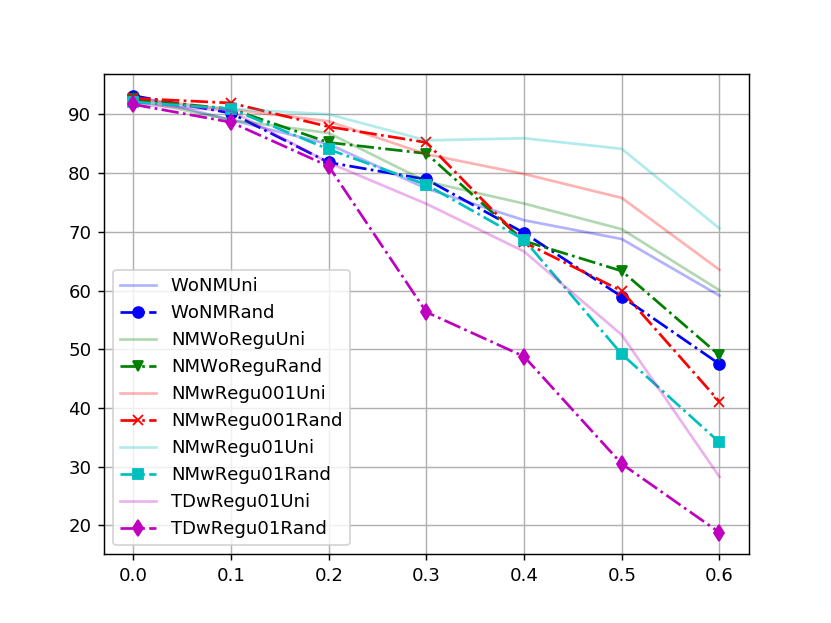 90
80
70
60
50
40
30
20
WoNMUni
WoNMRand
NMWoReguUni
NMWoReguRand
NMwRegu001Uni
NMwRegu001Rand
NMwRegu01Uni
NMwRegu01Rand
TDwRegu01Uni
TDwRegu01Rand
0.0 0.1 0.2 0.3 0.4 0.5 0.6